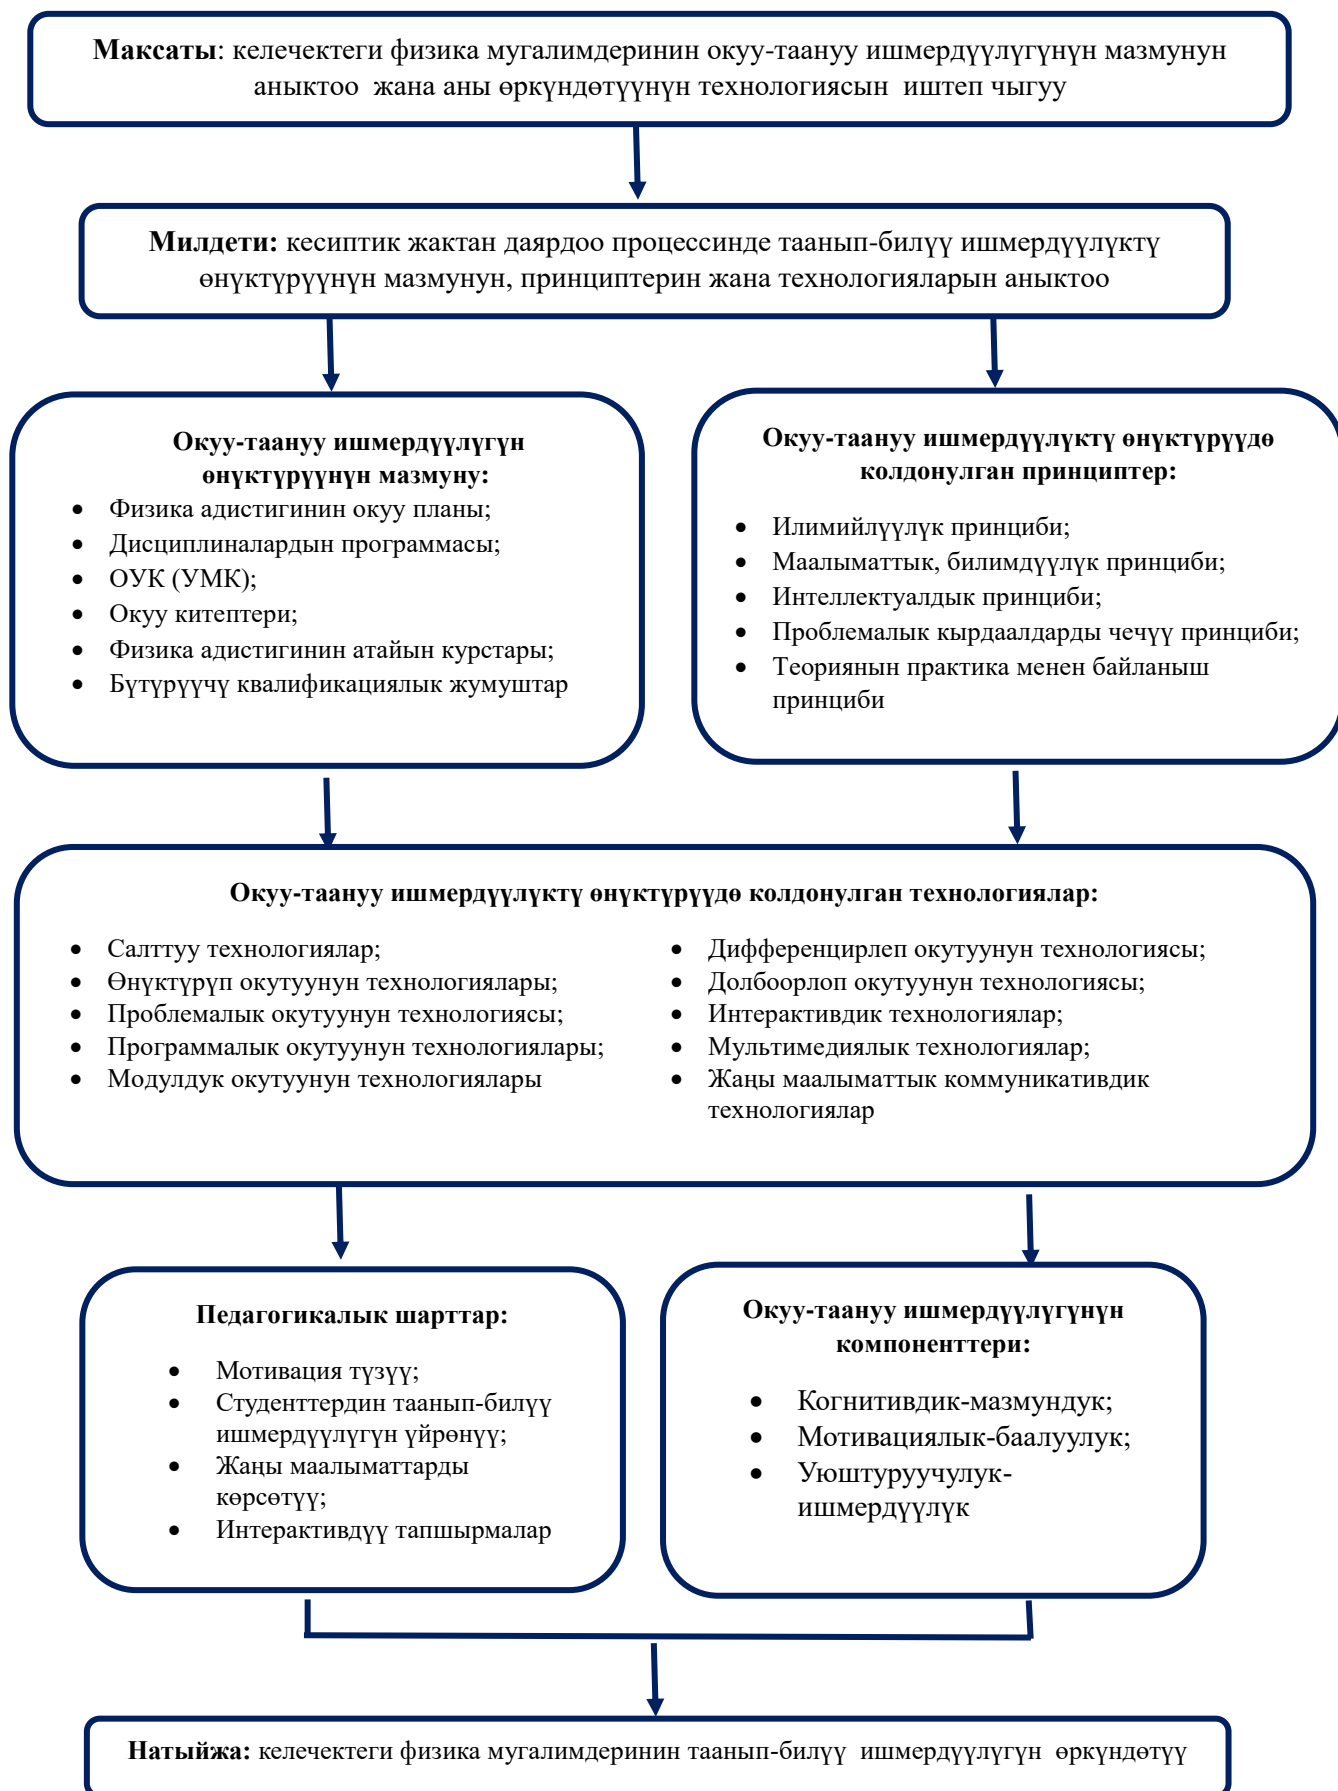 Максаты: келечектеги физика мугалимдеринин окуу-таануу ишмердүүлүгүнүн мазмунун
аныктоо жана аны өркүндөтүүнүн технологиясын иштеп чыгуу
Милдети: кесиптик жактан даярдоо процессинде таанып-билүү ишмердүүлүктү
өнүктүрүүнүн мазмунун, принциптерин жана технологияларын аныктоо
Окуу-таануу ишмердүүлүгүн
өнүктүрүүнүн мазмуну:
• Физика адистигинин окуу планы;
• Дисциплиналардын программасы;
• ОУК (УМК);
• Окуу китептери;
• Физика адистигинин атайын курстары;
• Бүтүрүүчү квалификациялык жумуштар
Окуу-таануу ишмердүүлүктү өнүктүрүүдө
колдонулган принциптер:
• Илимийлүүлүк принциби;
• Маалыматтык, билимдүүлүк принциби;
• Интеллектуалдык принциби;
• Проблемалык кырдаалдарды чечүү принциби;
• Теориянын практика менен байланыш
принциби
Окуу-таануу ишмердүүлүктү өнүктүрүүдө колдонулган технологиялар:
• Салттуу технологиялар;
• Өнүктүрүп окутуунун технологиялары;
• Проблемалык окутуунун технологиясы;
• Программалык окутуунун технологиялары;
• Модулдук окутуунун технологиялары
• Дифференцирлеп окутуунун технологиясы;
• Долбоорлоп окутуунун технологиясы;
• Интерактивдик технологиялар;
• Мультимедиялык технологиялар;
• Жаңы маалыматтык коммуникативдик
технологиялар
Педагогикалык шарттар:
• Мотивация түзүү;
• Студенттердин таанып-билүү
ишмердүүлүгүн үйрөнүү;
• Жаңы маалыматтарды
көрсөтүү;
• Интерактивдүү тапшырмалар
Окуу-таануу ишмердүүлүгүнүн
компоненттери:
• Когнитивдик-мазмундук;
• Мотивациялык-баалуулук;
• Уюштуруучулук-
ишмердүүлүк
Натыйжа: келечектеги физика мугалимдеринин таанып-билүү ишмердүүлүгүн өркүндөтүү